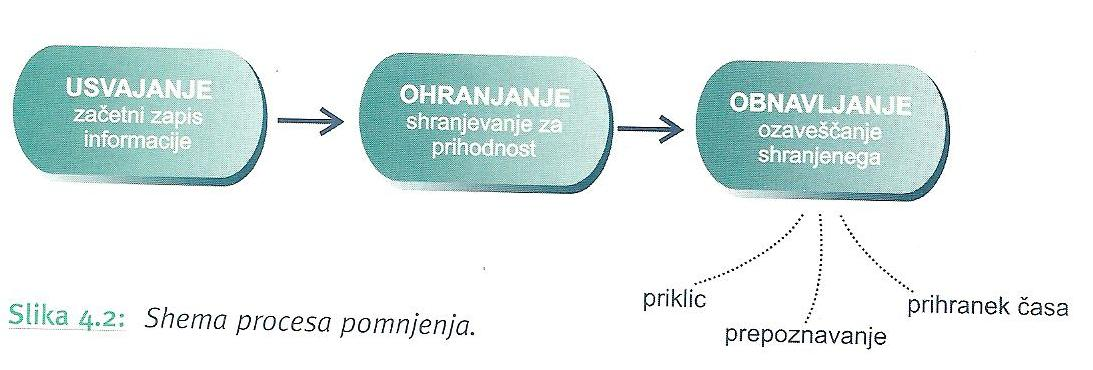 USVAJANJE
začetni zapis
informacije
OHRANJANJE
shranjevanje za
prihodnost
OBNAVLJANJE
ozaveščanje
shranjenega
priklic
prepoznavanje
prihranek časa
Slika 4.2: Shema procesa pomnjenja.